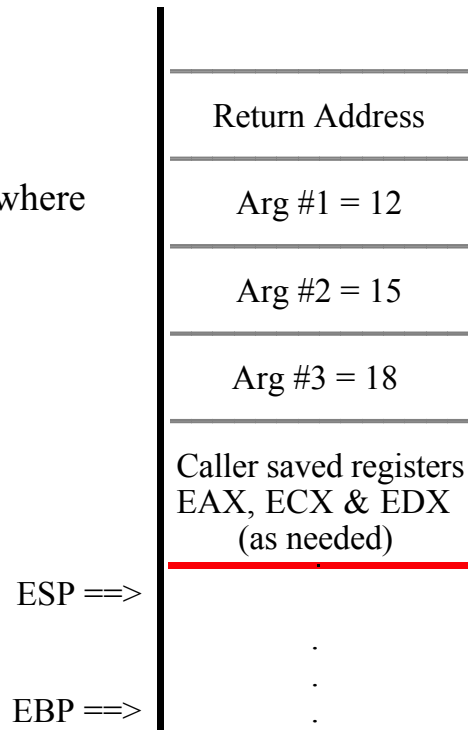 Return Address
where
Arg #1 = 12
Arg #2 = 15
Arg #3 = 18
Caller saved registers
EAX, ECX & EDX
(as needed)
ESP ==>
.
.
EBP ==>
.